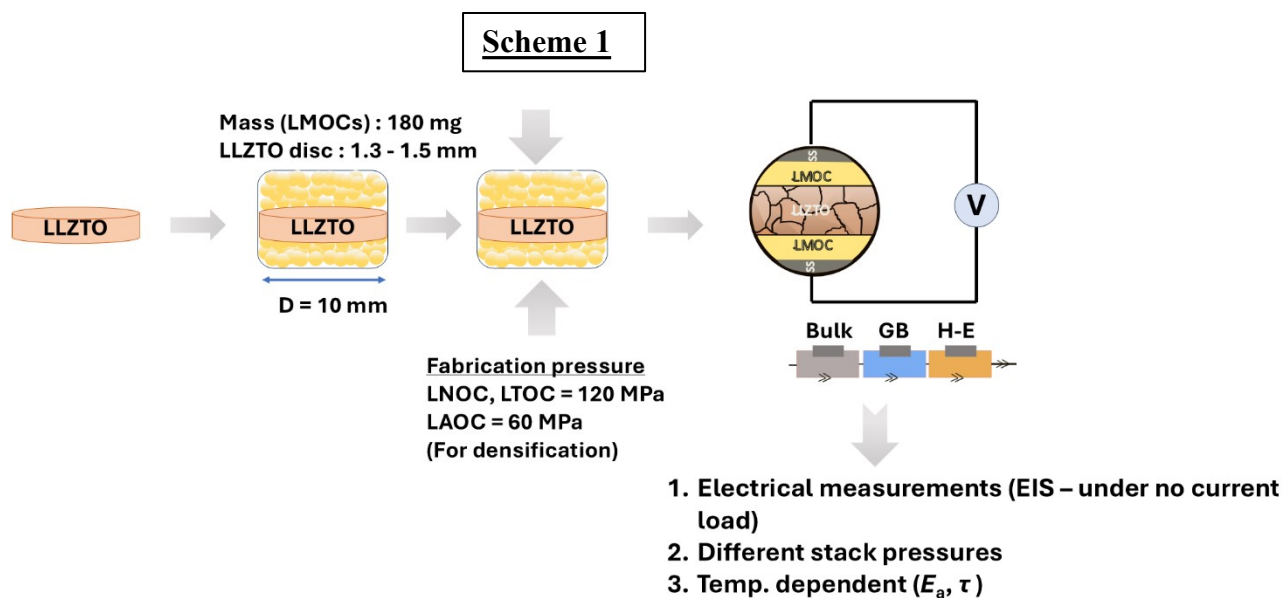 Scheme 1
Mass (LMOCs) : 180 mg
LLZTO disc : 1.3 - 1.5 mm
LLZTO
LLZTO
LLZTO
D = 10 mm
Fabrication pressure
LNOC, LTOC = 120 MPa
LAOC = 60 MPa
(For densification)
SS
LMOC
LLZTO
LMOC
SS
V
Bulk GB H-E
1. Electrical measurements (EIS – under no current
load)
2. Different stack pressures
3. Temp. dependent (Ea, τ )